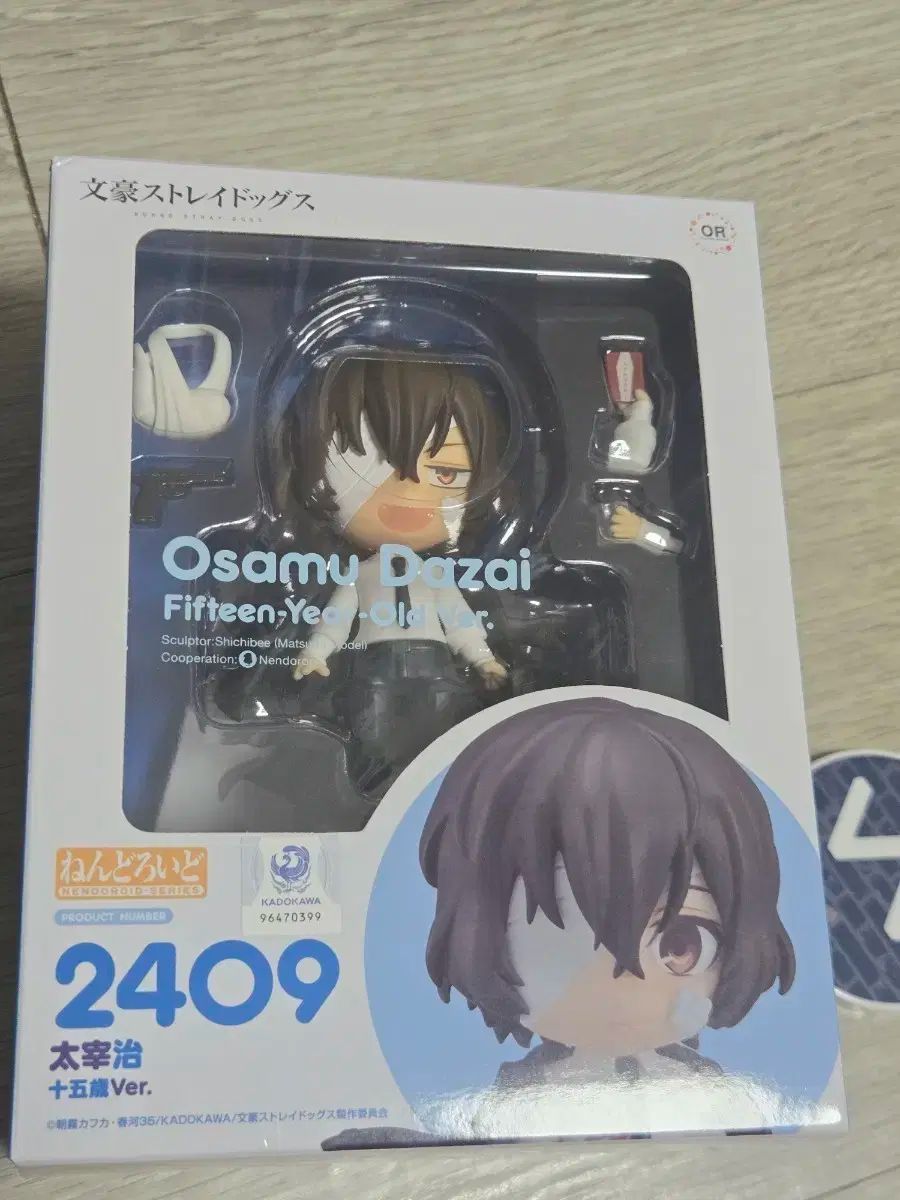 文豪ストレイドッグス
BUNGO STRAY DOGS
OR
Osamu Dazai
Fifteen-Year-Old Ver.
Sculptor:Shichibee
Cooperation: Nendoron
ねんどろいど
NENDOROID-SERIES
PRODUCT NUMBER
KADOKAWA
96470399
2409
太宰治
十五歳Ver.
©朝霧カフカ・春河35/KADOKAWA/文豪ストレイドッグス製作委員会